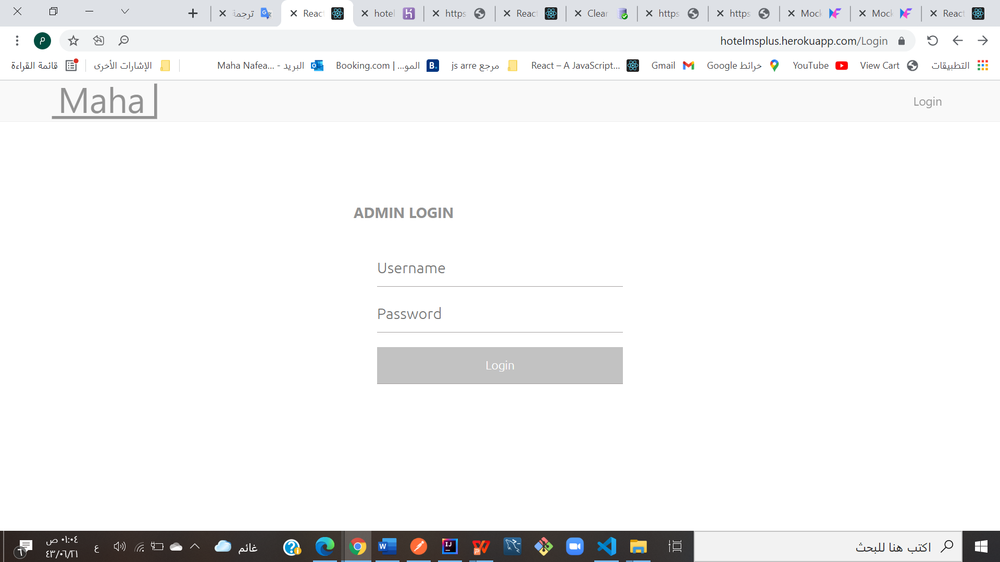 React
Mock
Mock
https
https
Clear
React
https
hotel
React
ترجمة
hotelmsplus.herokuapp.com/Login
م
التطبيقات
View Cart
YouTube
خرائط Google
Gmail
React – A JavaScript...
مرجع js arre
Booking.com | المو...
البريد - Maha Nafea...
الإشارات الأخرى
قائمة القراءة
Maha
Login
ADMIN LOGIN
Username
Password
Login
اكتب هنا للبحث
غائم
ع
٠١:٠٤ ص
٤٣/٠٦/٢١
٦